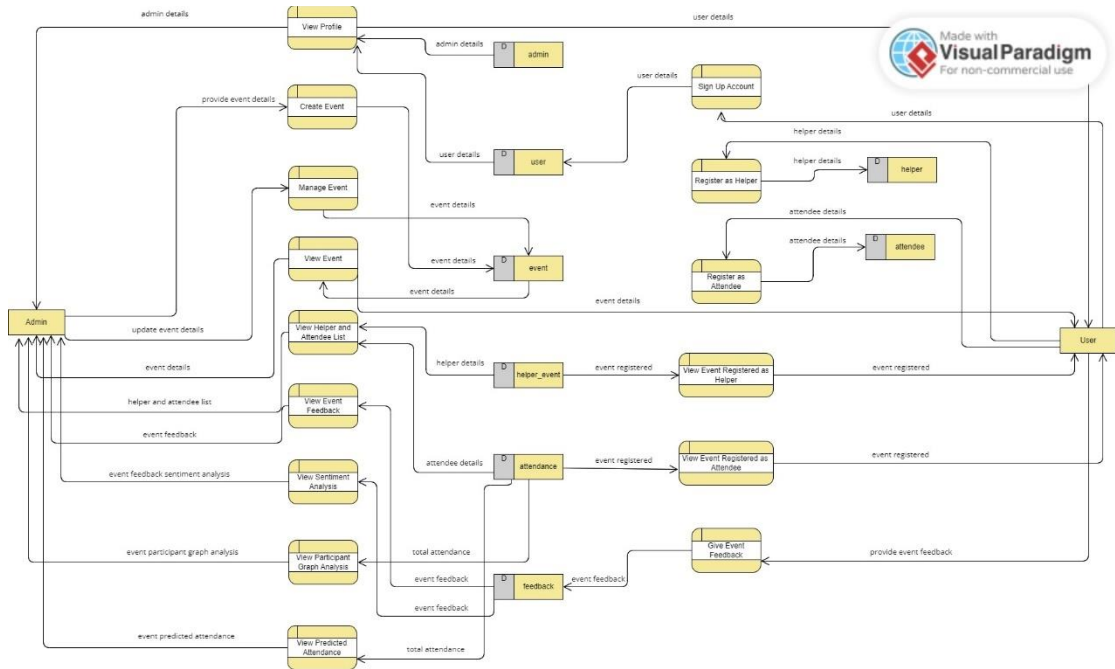 admin details
user details
View Profile
admin details
D
admin
Made with
VisualParadigm
For non-commercial use
user details
Sign Up Account
provide event details
Create Event
user details
helper details
user details
D
user
helper details
D
helper
Register as Helper
Manage Event
event details
attendee details
attendee details
D
attendee
View Event
event details
D
event
Register as
Attendee
event details
event details
Admin
update event details
View Helper and
Attendee List
User
event details
helper details
D
helper_event
event registered
View Event Registered as
Helper
event registered
helper and attendee list
View Event
Feedback
event feedback
attendee details
D
attendance
event registered
View Event Registered as
Attendee
event registered
event feedback sentiment analysis
View Sentiment
Analysis
event participant graph analysis
View Participant
Graph Analysis
total attendance
Give Event
Feedback
provide event feedback
event feedback
D
feedback
event feedback
event feedback
event predicted attendance
View Predicted
Attendance
total attendance